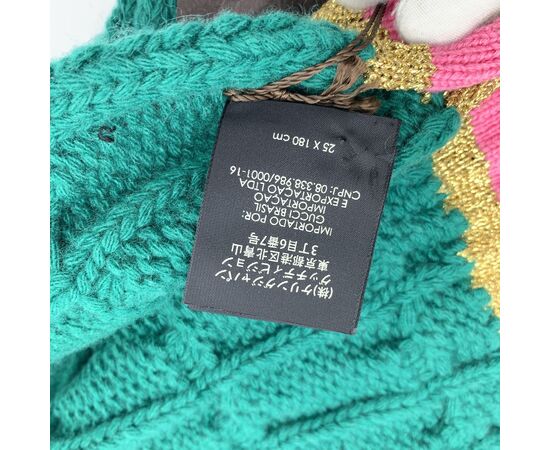 (株)ケリングジャパン
グッチディビジョン
東京都港区北青山
3丁目6番7号
IMPORTADO POR:
GUCCI BRASIL
IMPORTACAO
E EXPORTACAO LTDA
CNPJ: 08.338.986/0001-16
25 X 180 cm